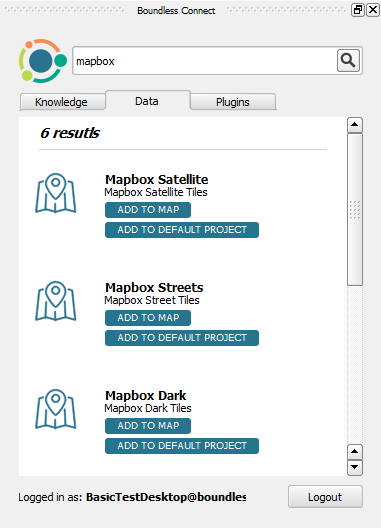 Boundless Connect
mapbox
Knowledge
Data
Plugins
6 resutls
Mapbox Satellite
Mapbox Satellite Tiles
ADD TO MAP
ADD TO DEFAULT PROJECT
Mapbox Streets
Mapbox Street Tiles
ADD TO MAP
ADD TO DEFAULT PROJECT
Mapbox Dark
Mapbox Dark Tiles
ADD TO MAP
ADD TO DEFAULT PROJECT
Logged in as: BasicTestDesktop@boundles
Logout